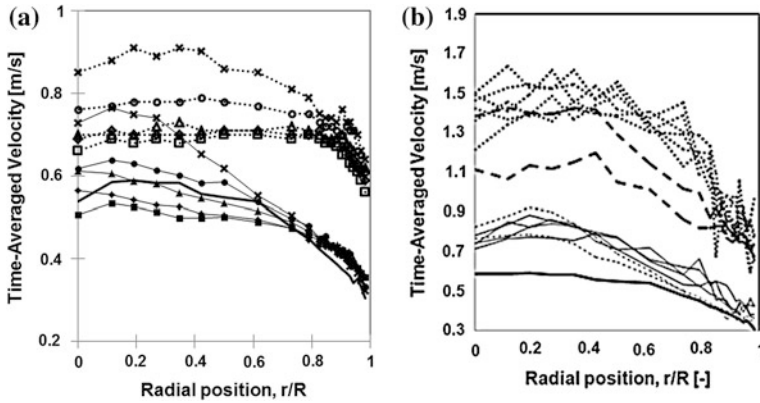 (a)
Time-Averaged Velocity [m/s]
1
0.8
0.6
0.4
0.2
0 0.2 0.4 0.6 0.8 1
Radial position, r/R
(b)
Time-Averaged Velocity [m/s]
1.9
1.7
1.5
1.3
1.1
0.9
0.7
0.5
0.3
0 0.2 0.4 0.6 0.8 1
Radial position, r/R [-]